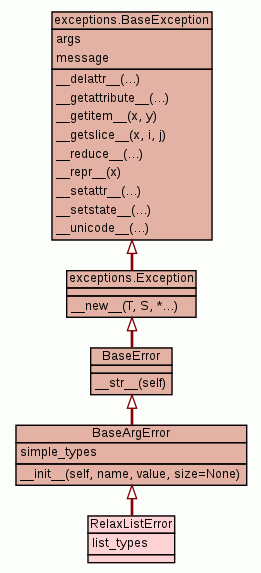 exceptions.BaseException
args
message
__delattr__(...)
__getattribute__(...)
__getitem__(x, y)
__getslice__(x, i, j)
__reduce__(...)
__repr__(x)
__setattr__(...)
__setstate__(...)
__unicode__(...)
exceptions.Exception
__new__(T, S, *...)
BaseError
__str__(self)
BaseArgError
simple_types
__init__(self, name, value, size=None)
RelaxListError
list_types